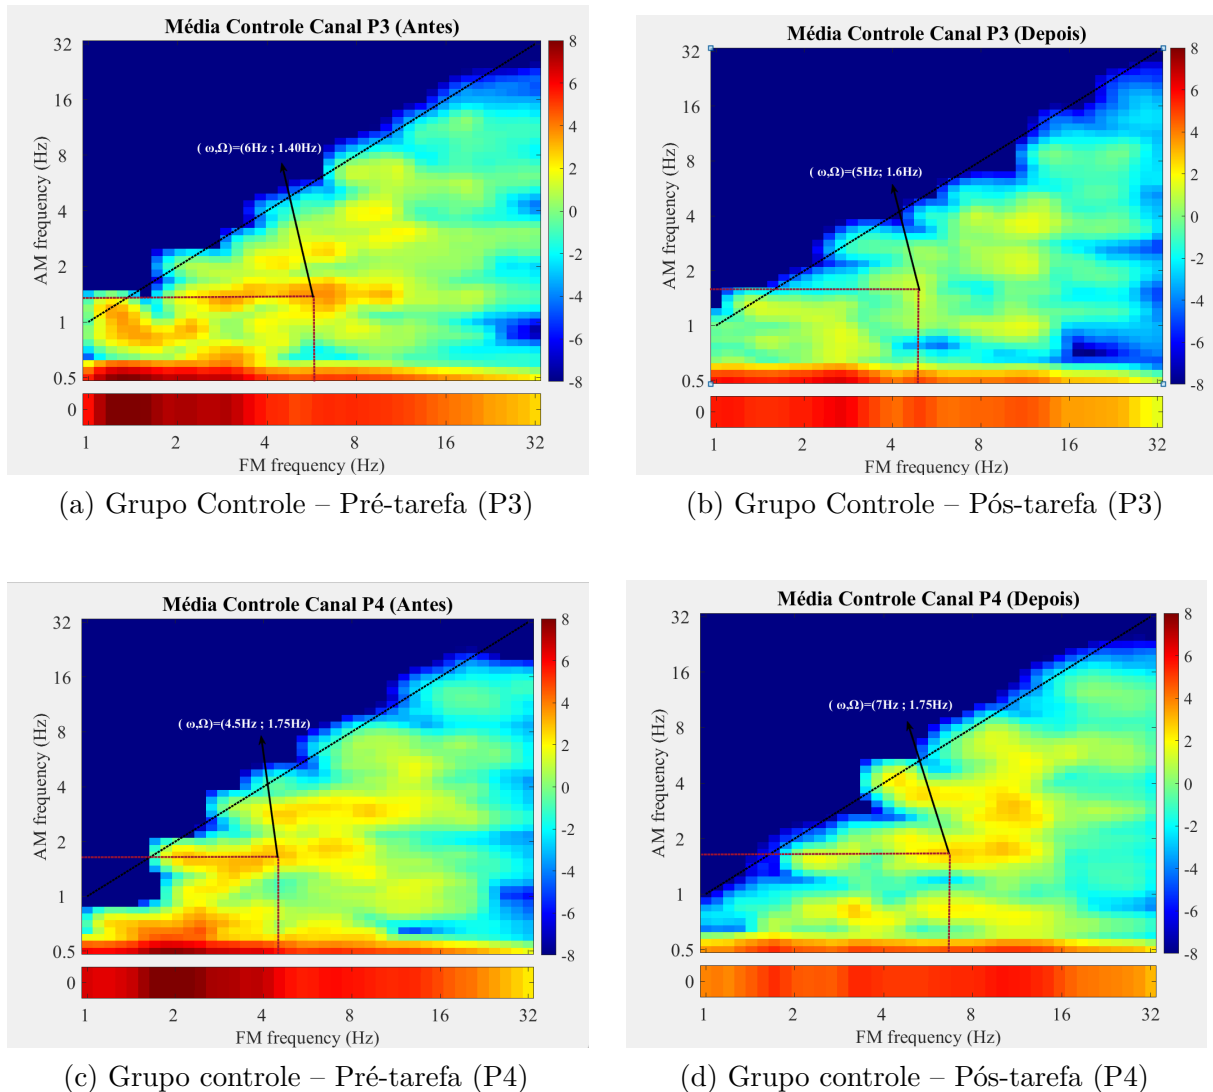 Média Controle Canal P3 (Antes)
AM frequency (Hz)
32
16
8
4
2
1
0.5
0
( ω,Ω)=(6Hz ; 1.40Hz)
8
6
4
2
0
-2
-4
-6
-8
1 2 4 8 16 32
FM frequency (Hz)
(a) Grupo Controle – Pré-tarefa (P3)
Média Controle Canal P3 (Depois)
AM frequency (Hz)
32
16
8
4
2
1
0.5
0
( ω,Ω)=(5Hz; 1.6Hz)
8
6
4
2
0
-2
-4
-6
-8
1 2 4 8 16 32
FM frequency (Hz)
(b) Grupo Controle – Pós-tarefa (P3)
Média Controle Canal P4 (Antes)
AM frequency (Hz)
32
16
8
4
2
1
0.5
0
( ω,Ω)=(4.5Hz ; 1.75Hz)
8
6
4
2
0
-2
-4
-6
-8
1 2 4 8 16 32
FM frequency (Hz)
(c) Grupo controle – Pré-tarefa (P4)
Média Controle Canal P4 (Depois)
AM frequency (Hz)
32
16
8
4
2
1
0.5
0
( ω,Ω)=(7Hz ; 1.75Hz)
8
6
4
2
0
-2
-4
-6
-8
1 2 4 8 16 32
FM frequency (Hz)
(d) Grupo controle – Pós-tarefa (P4)